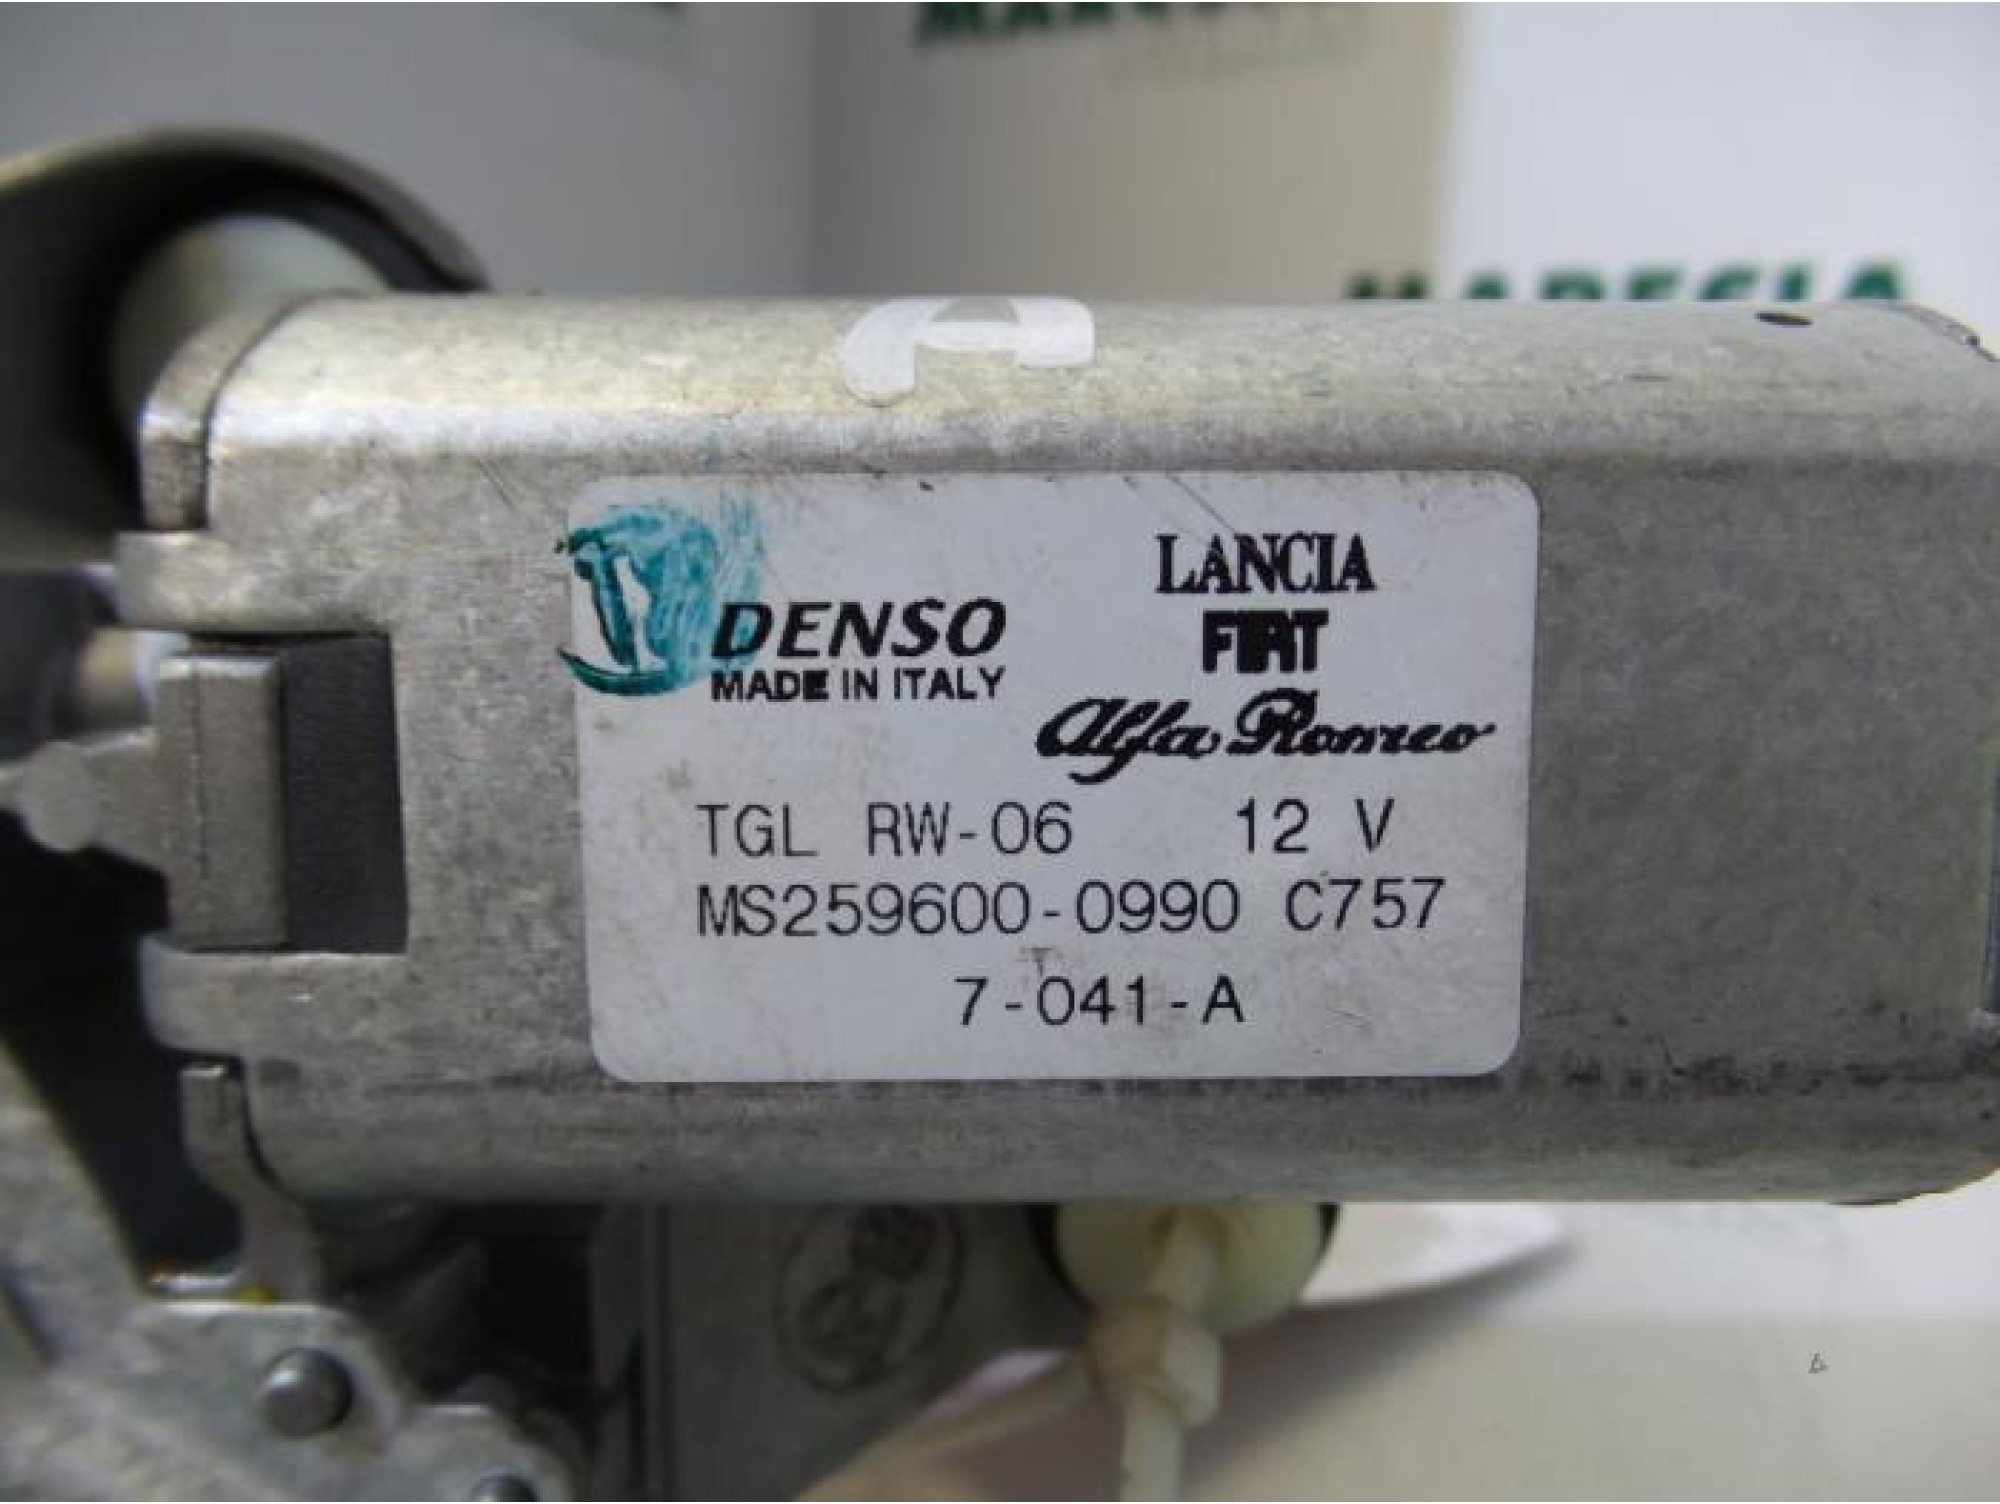 DENSO
MADE IN ITALY
LANCIA
FIAT
Alfa Romeo
TGL RW-06 12 V
MS259600-0990 C757
7-041-A